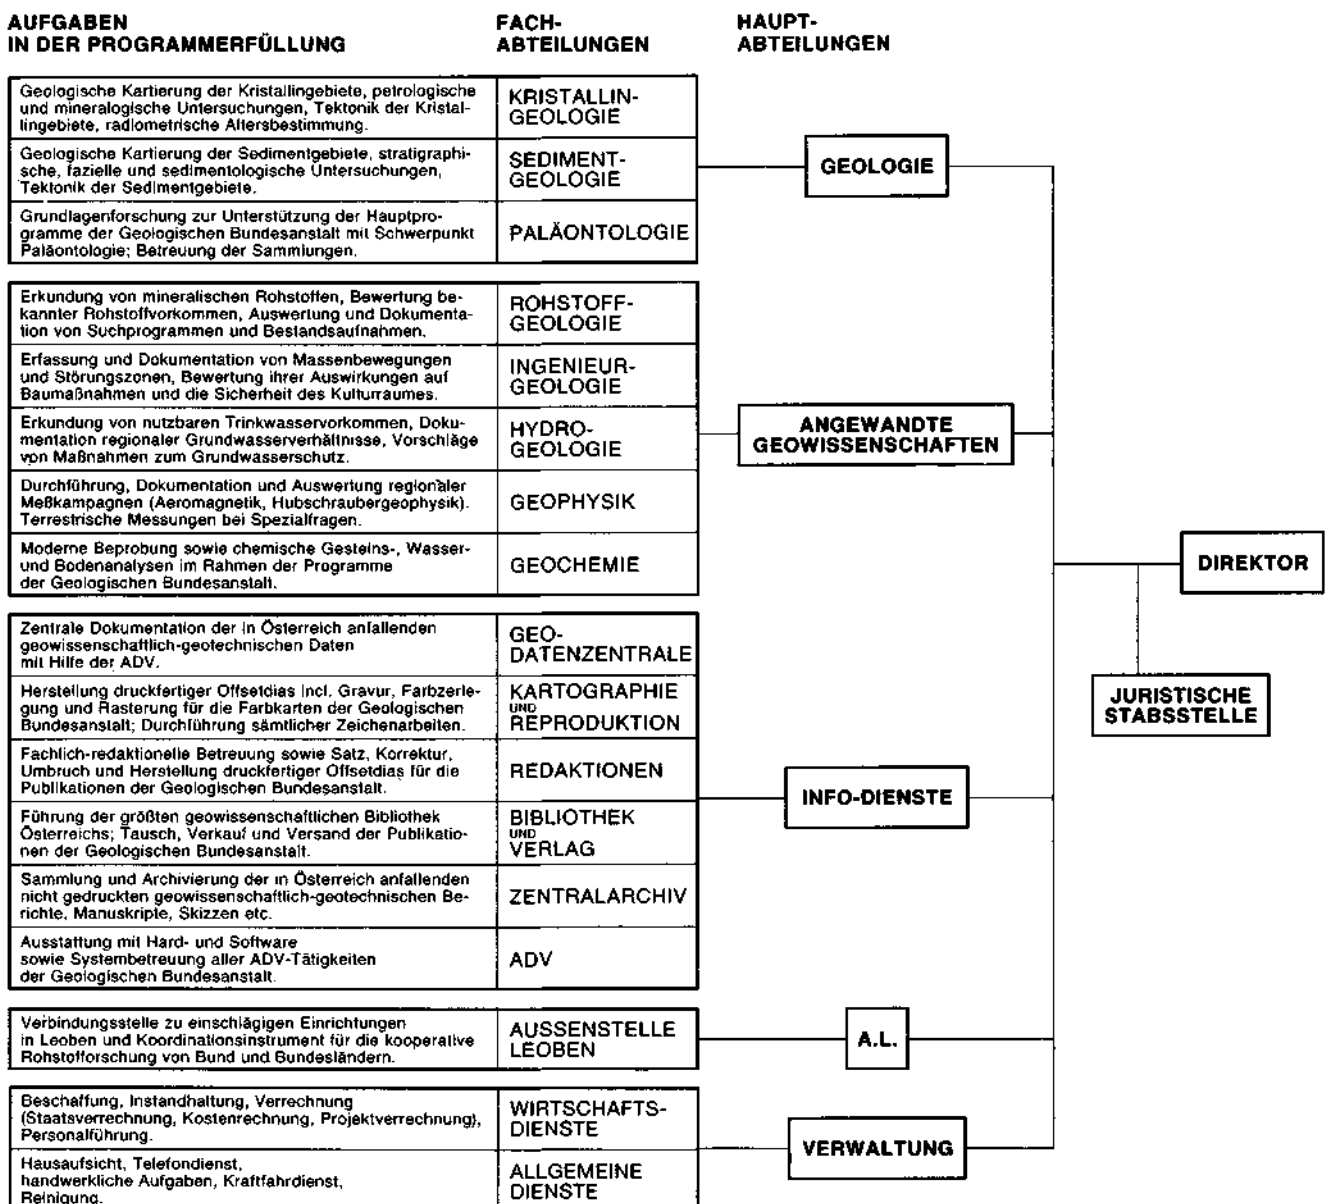 AUFGABEN
IN DER PROGRAMMERFÜLLUNG
FACH-
ABTEILUNGEN
HAUPT-
ABTEILUNGEN
Geologische Kartierung der Kristallingebiete, petrologische
und mineralogische Untersuchungen, Tektonik der Kristal-
lingebiete, radiometrische Altersbestimmung.
KRISTALLIN-
GEOLOGIE
Geologische Kartierung der Sedimentgebiete, stratigraphi-
sche, fazielle und sedimentologische Untersuchungen,
Tektonik der Sedimentgebiete.
SEDIMENT-
GEOLOGIE
Grundlagenforschung zur Unterstützung der Hauptpro-
gramme der Geologischen Bundesanstalt mit Schwerpunkt
Paläontologie; Betreuung der Sammlungen.
PALÄONTOLOGIE
GEOLOGIE
Erkundung von mineralischen Rohstoffen, Bewertung be-
kannter Rohstoffvorkommen, Auswertung und Dokumenta-
tion von Suchprogrammen und Bestandsaufnahmen.
ROHSTOFF-
GEOLOGIE
Erfassung und Dokumentation von Massenbewegungen
und Störungszonen, Bewertung ihrer Auswirkungen auf
Baumaßnahmen und die Sicherheit des Kulturraumes.
INGENIEUR-
GEOLOGIE
Erkundung von nutzbaren Trinkwasservorkommen, Doku-
mentation regionaler Grundwasserverhältnisse, Vorschläge
von Maßnahmen zum Grundwasserschutz.
HYDRO-
GEOLOGIE
Durchführung, Dokumentation und Auswertung regionaler
Meßkampagnen (Aeromagnetik, Hubschraubergeophysik).
Terrestrische Messungen bei Spezialfragen.
GEOPHYSIK
Moderne Beprobung sowie chemische Gesteins-, Wasser-
und Bodenanalysen im Rahmen der Programme
der Geologischen Bundesanstalt.
GEOCHEMIE
ANGEWANDTE
GEOWISSENSCHAFTEN
DIREKTOR
JURISTISCHE
STABSSTELLE
Zentrale Dokumentation der in Österreich anfallenden
geowissenschaftlich-geotechnischen Daten
mit Hilfe der ADV.
GEO-
DATENZENTRALE
Herstellung druckfertiger Offsetdias incl. Gravur, Farbzerle-
gung und Rasterung für die Farbkarten der Geologischen
Bundesanstalt; Durchführung sämtlicher Zeichenarbeiten.
KARTOGRAPHIE
UND
REPRODUKTION
Fachlich-redaktionelle Betreuung sowie Satz, Korrektur,
Umbruch und Herstellung druckfertiger Offsetdias für die
Publikationen der Geologischen Bundesanstalt.
REDAKTIONEN
Führung der größten geowissenschaftlichen Bibliothek
Österreichs; Tausch, Verkauf und Versand der Publikatio-
nen der Geologischen Bundesanstalt.
BIBLIOTHEK
UND
VERLAG
Sammlung und Archivierung der in Österreich anfallenden
nicht gedruckten geowissenschaftlich-geotechnischen Be-
richte, Manuskripte, Skizzen etc.
ZENTRALARCHIV
Ausstattung mit Hard- und Software
sowie Systembetreuung aller ADV-Tätigkeiten
der Geologischen Bundesanstalt.
ADV
INFO-DIENSTE
Verbindungsstelle zu einschlägigen Einrichtungen
in Leoben und Koordinationsinstrument für die kooperative
Rohstofforschung von Bund und Bundesländern.
AUSSENSTELLE
LEOBEN
A.L.
Beschaffung, Instandhaltung, Verrechnung
(Staatsverrechnung, Kostenrechnung, Projektverrechnung),
Personalführung.
WIRTSCHAFTS-
DIENSTE
Hausaufsicht, Telefondienst,
handwerkliche Aufgaben, Kraftfahrdienst,
Reinigung.
ALLGEMEINE
DIENSTE
VERWALTUNG